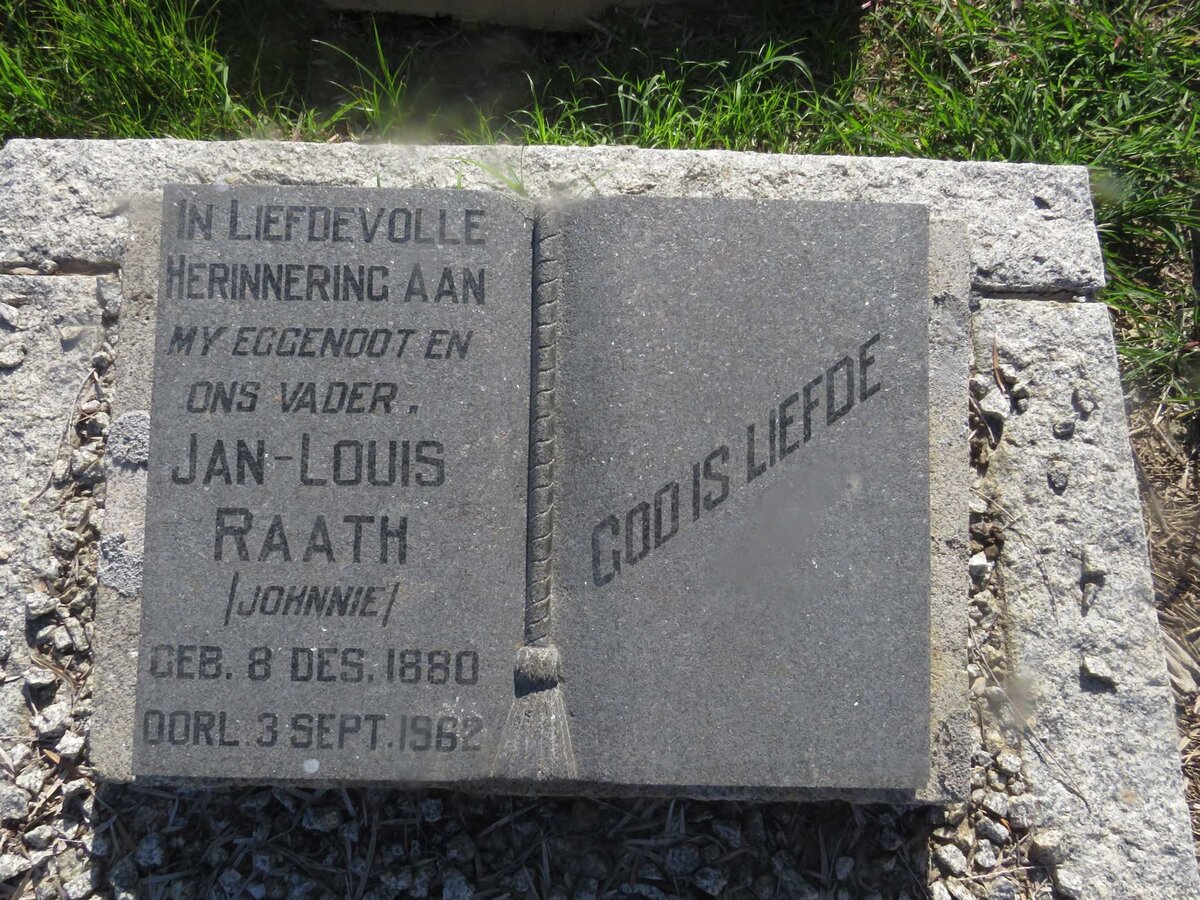 IN LIEFDEVOLLE
HERINNERING AAN
MY EGGENOOT EN
ONS VADER.
JAN-LOUIS
RAATH
/JOHNNIE/
GEB. 8 DES. 1880
OORL. 3 SEPT. 1962
GOD IS LIEFDE